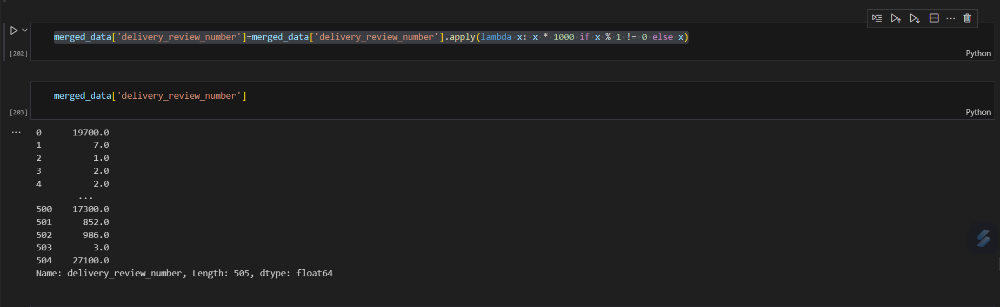 merged_data['delivery_review_number']=merged_data['delivery_review_number'].apply(lambda x: x * 1000 if x % 1 != 0 else x)
[202]
Python
merged_data['delivery_review_number']
[203]
Python
... 0 19700.0
1 7.0
2 1.0
3 2.0
4 2.0
...
500 17300.0
501 852.0
502 986.0
503 3.0
504 27100.0
Name: delivery_review_number, Length: 505, dtype: float64